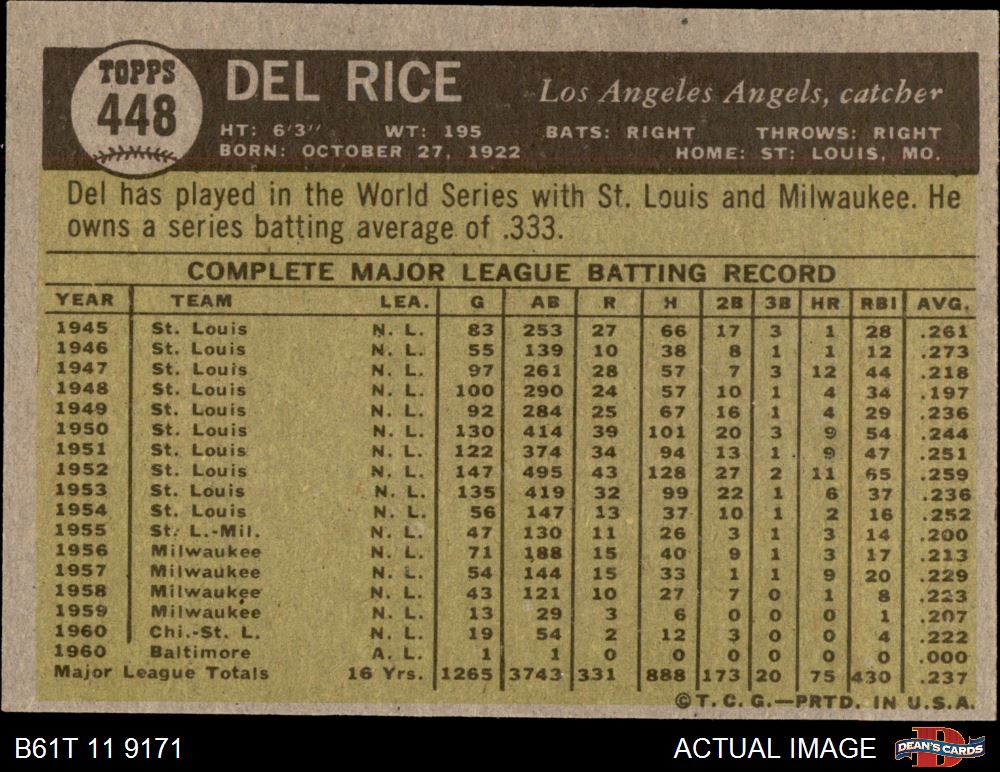 TOPPS
448
DEL RICE
Los Angeles Angels, catcher
HT: 6'3" WT: 195 BATS: RIGHT THROWS: RIGHT
BORN: OCTOBER 27, 1922 HOME: ST: LOUIS, MO.
Del has played in the World Series with St. Louis and Milwaukee. He
owns a series batting average of .333.
COMPLETE MAJOR LEAGUE BATTING RECORD
YEAR TEAM LEA. G AB R H 2B 3B HR RBI AVG.
1945 St. Louis N. L. 83 253 27 66 17 3 1 28 .261
1946 St. Louis N. L. 55 139 10 38 8 1 1 12 .273
1947 St. Louis N. L. 97 261 28 57 7 3 12 44 .218
1948 St. Louis N. L. 100 290 24 57 10 1 4 34 .197
1949 St. Louis N. L. 92 284 25 67 16 1 4 29 .236
1950 St. Louis N. L. 130 414 39 101 20 3 9 54 .244
1951 St. Louis N. L. 122 374 34 94 13 1 9 47 .251
1952 St. Louis N. L. 147 495 43 128 27 2 11 65 .259
1953 St. Louis N. L. 135 419 32 99 22 1 6 37 .236
1954 St. Louis N. L. 56 147 13 37 10 1 2 16 .252
1955 St. L.-Mil. N. L. 47 130 11 26 3 1 3 14 .200
1956 Milwaukee N. L. 71 188 15 40 9 1 3 17 .213
1957 Milwaukee N. L. 54 144 15 33 1 1 9 20 .229
1958 Milwaukee N. L. 43 121 10 27 7 0 1 8 .223
1959 Milwaukee N. L. 13 29 3 6 0 0 0 1 .207
1960 Chi.-St. L. N. L. 19 54 2 12 3 0 0 4 .222
1960 Baltimore A. L. 1 1 0 0 0 0 0 0 .000
Major League Totals 16 Yrs. 1265 3743 331 888 173 20 75 430 .237
©T. C. G.—PRTD. IN U.S.A.
B61T 11 9171 ACTUAL IMAGE DEAN'S CARDS